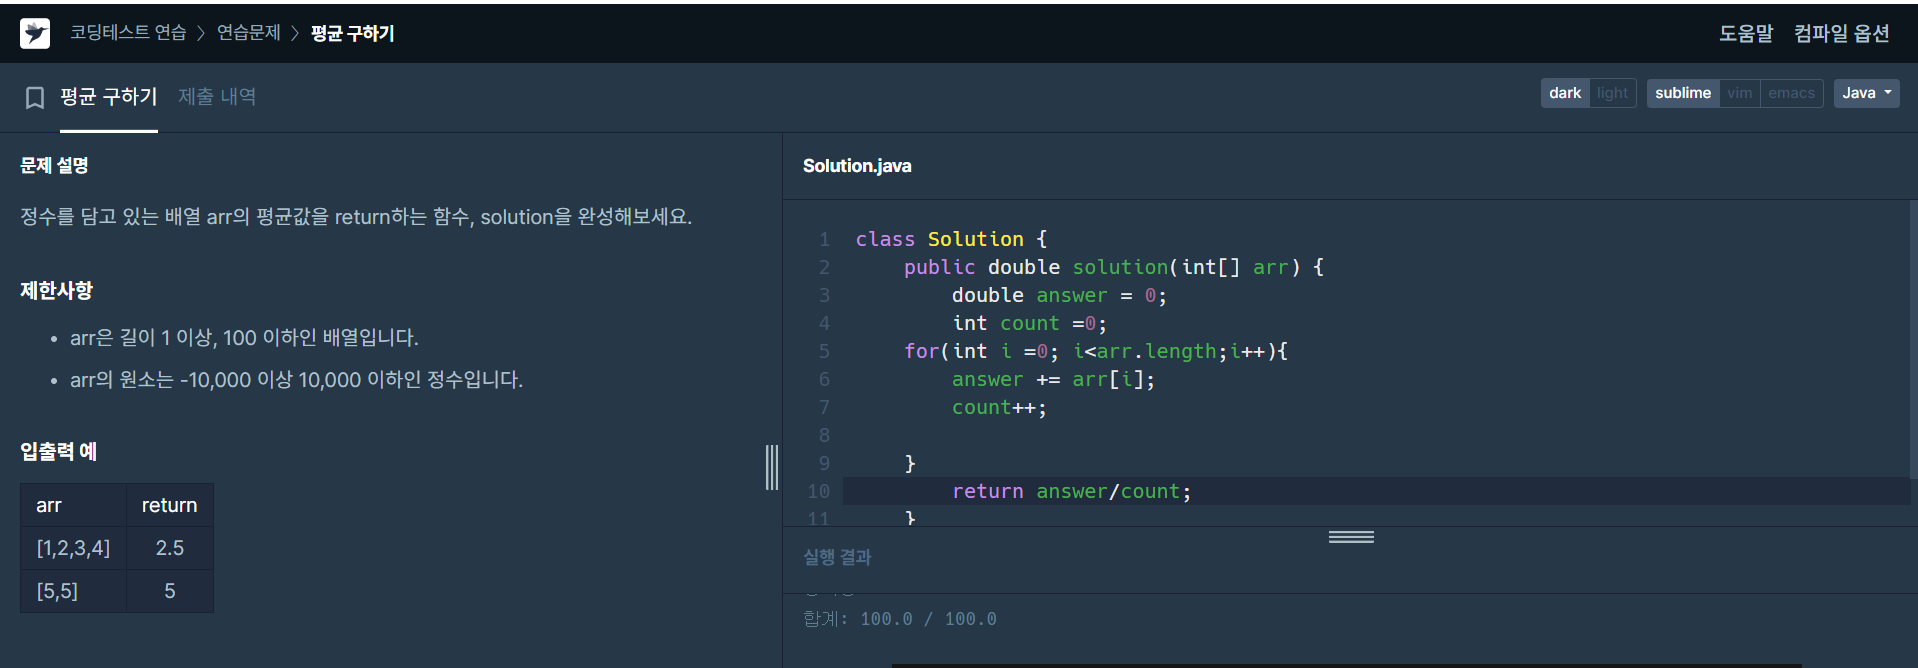 코딩테스트 연습 > 연습문제 > 평균 구하기
도움말 컴파일 옵션
평균 구하기 제출 내역
dark light sublime vim emacs Java
문제 설명
정수를 담고 있는 배열 arr의 평균값을 return하는 함수, solution을 완성해보세요.
제한사항
• arr은 길이 1 이상, 100 이하인 배열입니다.
• arr의 원소는 -10,000 이상 10,000 이하인 정수입니다.
입출력 예
arr return
[1,2,3,4] 2.5
[5,5] 5
Solution.java
1 class Solution {
2 public double solution(int[] arr) {
3 double answer = 0;
4 int count =0;
5 for(int i =0; i<arr.length;i++){
6 answer += arr[i];
7 count++;
8
9 }
10 return answer/count;
11 }
실행 결과
합계: 100.0 / 100.0